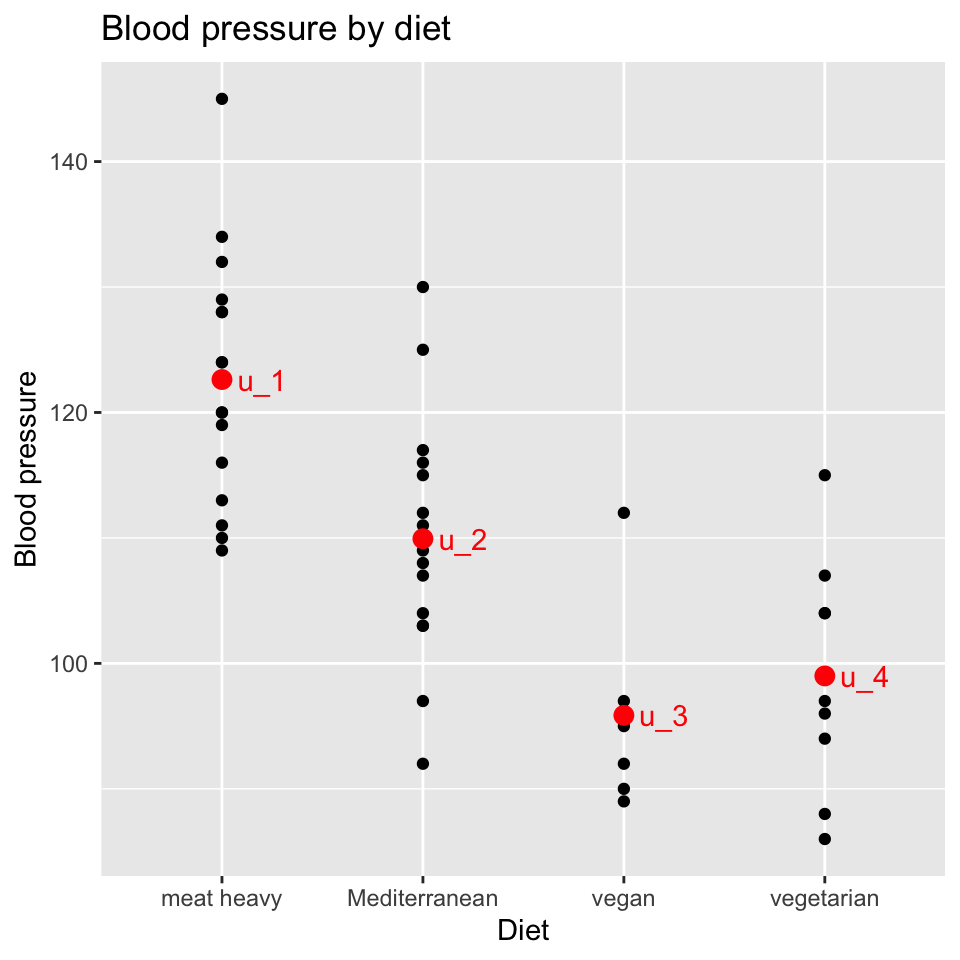 Blood pressure by diet
Blood pressure
140
120
100
u_1
u_2
u_3
u_4
meat heavy
Mediterranean
vegan
vegetarian
Diet